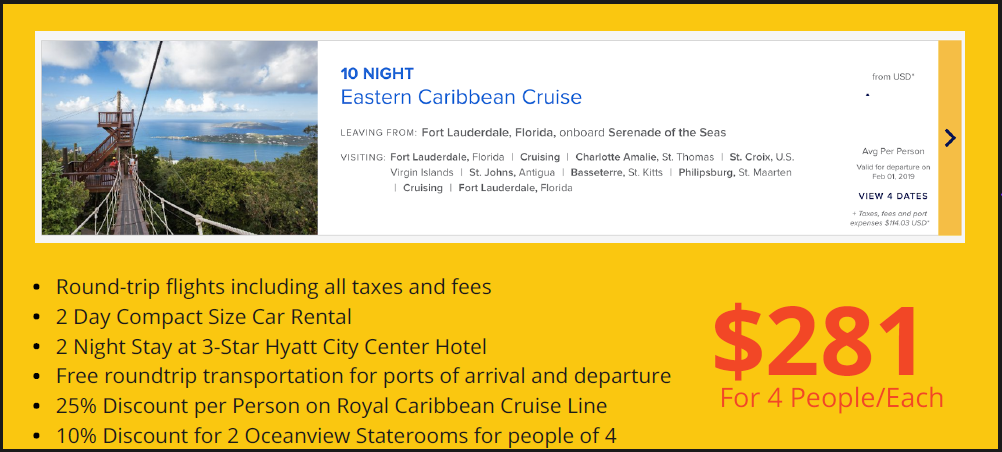 10 NIGHT
Eastern Caribbean Cruise
from USD*
LEAVING FROM: Fort Lauderdale, Florida, onboard Serenade of the Seas
VISITING: Fort Lauderdale, Florida | Cruising | Charlotte Amalie, St. Thomas | St. Croix, U.S.
Virgin Islands | St. Johns, Antigua | Basseterre, St. Kitts | Philipsburg, St. Maarten
| Cruising | Fort Lauderdale, Florida
Avg Per Person
Valid for departure on
Feb 01, 2019
VIEW 4 DATES
+ Taxes, fees and port
expenses $114.03 USD*
• Round-trip flights including all taxes and fees
• 2 Day Compact Size Car Rental
• 2 Night Stay at 3-Star Hyatt City Center Hotel
• Free roundtrip transportation for ports of arrival and departure
• 25% Discount per Person on Royal Caribbean Cruise Line
• 10% Discount for 2 Oceanview Staterooms for people of 4
$281
For 4 People/Each